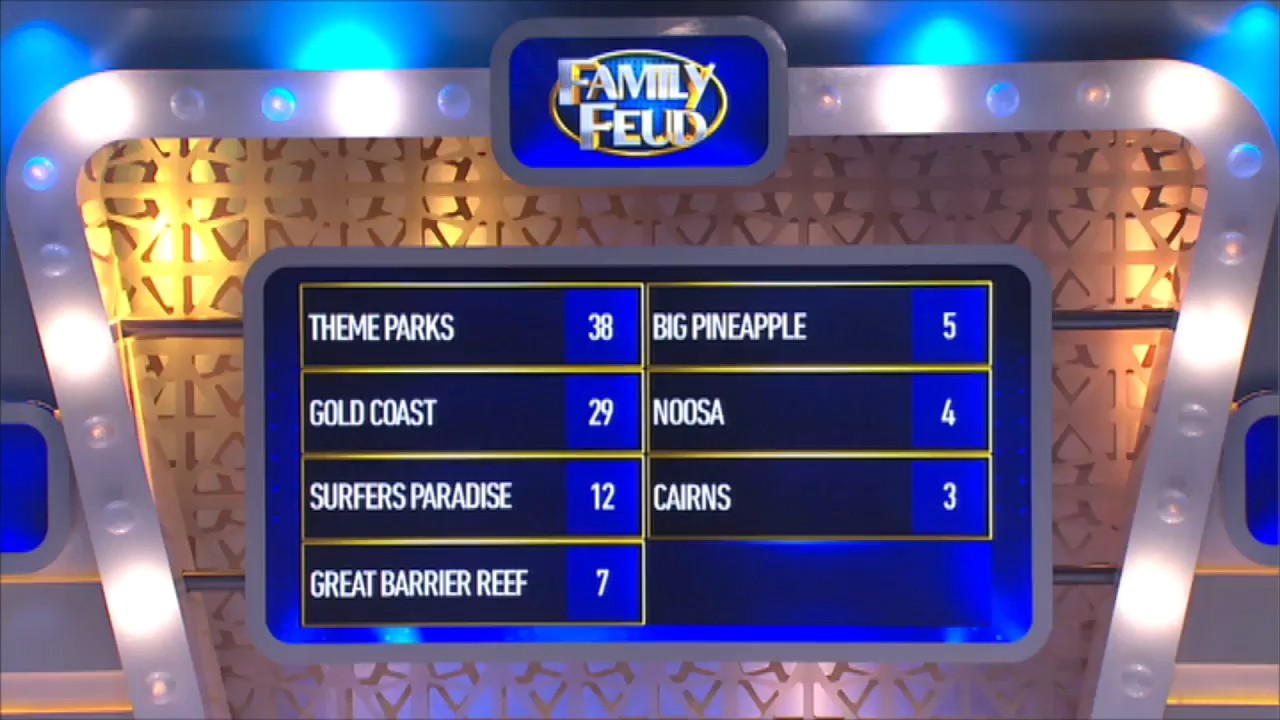 FAMILY
FEUD
THEME PARKS 38
GOLD COAST 29
SURFERS PARADISE 12
GREAT BARRIER REEF 7
BIG PINEAPPLE 5
NOOSA 4
CAIRNS 3